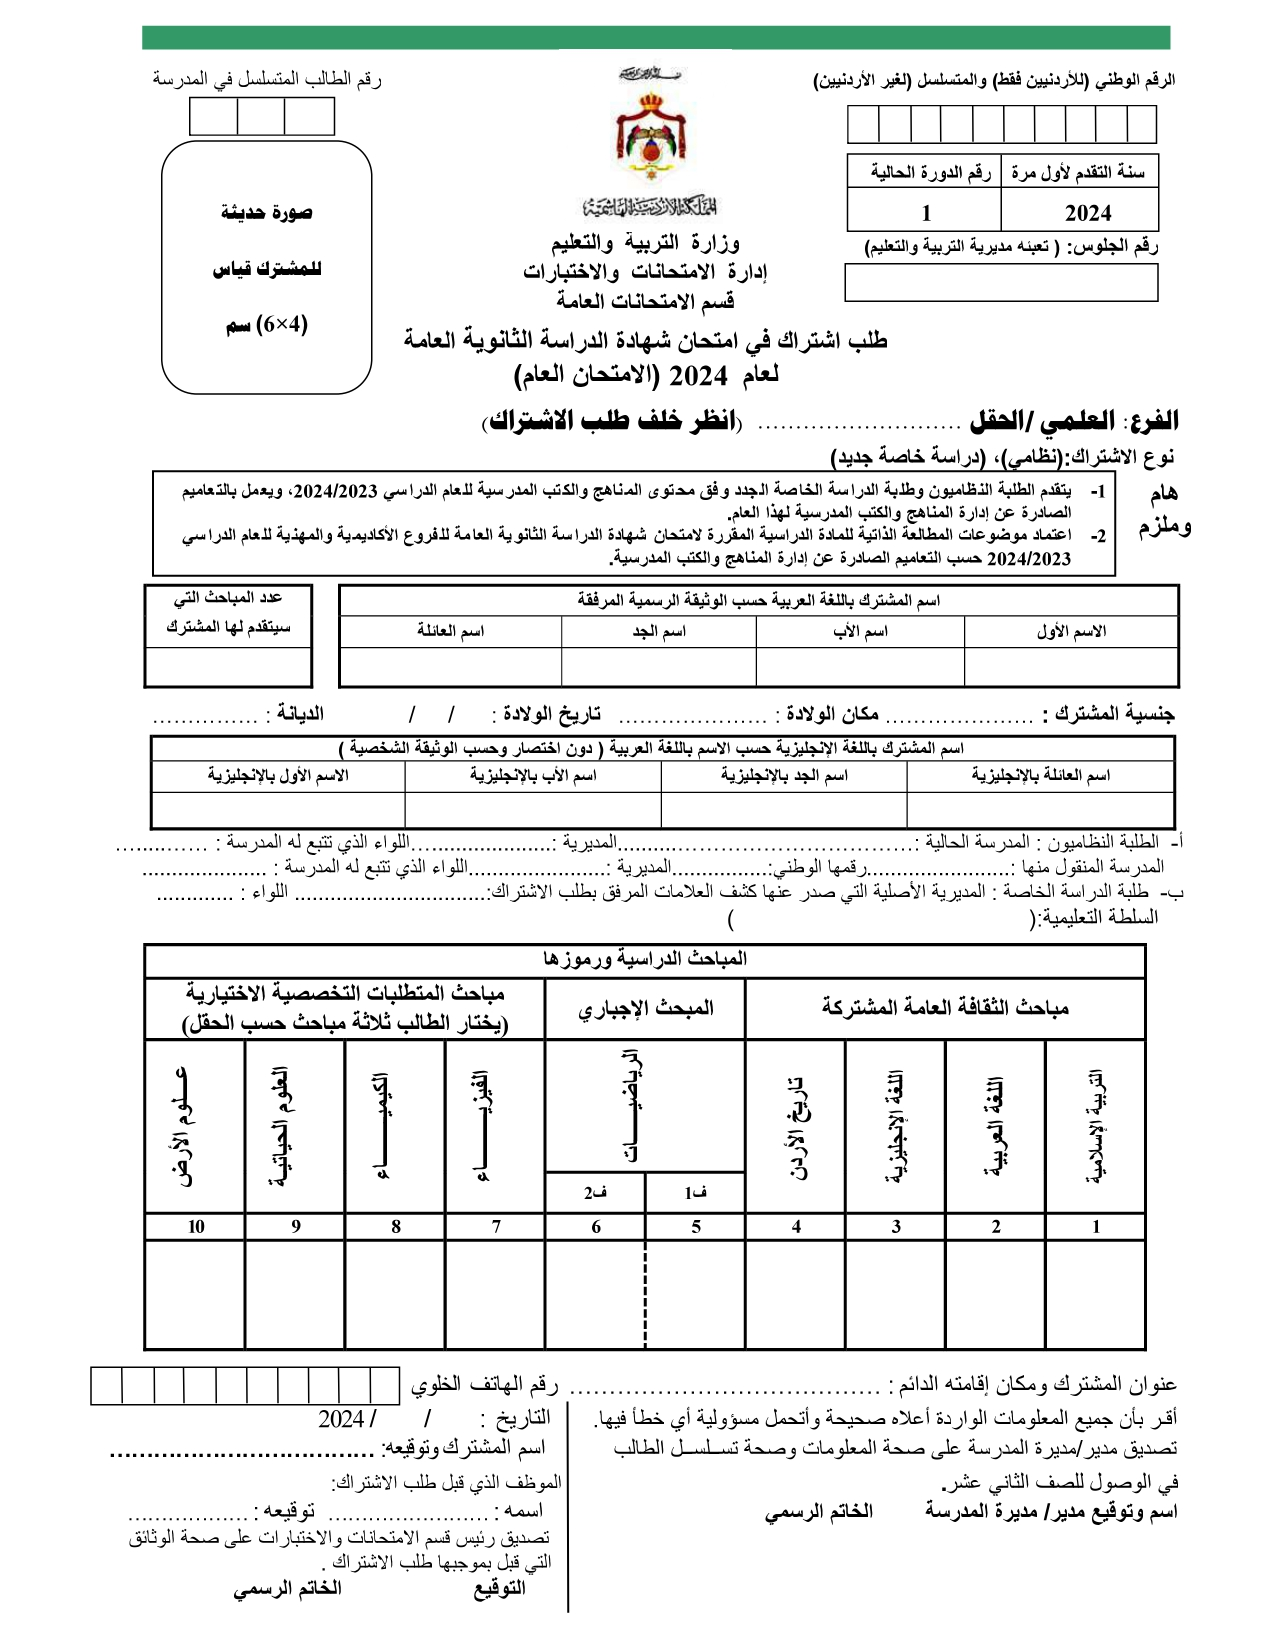 الرقم الوطني (للأردنيين فقط) والمتسلسل (لغير الأردنيين)
رقم الطالب المتسلسل في المدرسة
سنة التقدم لأول مرة
رقم الدورة الحالية
2024
1
رقم الجلوس: ( تعبئه مديرية التربية والتعليم)
صورة حديثة
للمشترك قياس
(4×6) سم
المملكة الأردنية الهاشمية
وزارة التربية والتعليم
إدارة الامتحانات والاختبارات
قسم الامتحانات العامة
طلب اشتراك في امتحان شهادة الدراسة الثانوية العامة
لعام 2024 (الامتحان العام)
الفرع: العلمي /الحقل .......................... (انظر خلف طلب الاشتراك)
نوع الاشتراك:(نظامي)، (دراسة خاصة جديد)
هام
وملزم
1- يتقدم الطلبة النظاميون وطلبة الدراسة الخاصة الجدد وفق محتوى المناهج والكتب المدرسية للعام الدراسي 2024/2023، ويعمل بالتعاميم
الصادرة عن إدارة المناهج والكتب المدرسية لهذا العام.
2- اعتماد موضوعات المطالعة الذاتية للمادة الدراسية المقررة لامتحان شهادة الدراسة الثانوية العامة للفروع الأكاديمية والمهنية للعام الدراسي
2024/2023 حسب التعاميم الصادرة عن إدارة المناهج والكتب المدرسية.
اسم المشترك باللغة العربية حسب الوثيقة الرسمية المرفقة
الاسم الأول
اسم الأب
اسم الجد
اسم العائلة
عدد المباحث التي
سيتقدم لها المشترك
جنسية المشترك : ..................... مكان الولادة : ..................... تاريخ الولادة : / / الديانة : ...............
اسم المشترك باللغة الإنجليزية حسب الاسم باللغة العربية ( دون اختصار وحسب الوثيقة الشخصية )
اسم العائلة بالإنجليزية
اسم الجد بالإنجليزية
اسم الأب بالإنجليزية
الاسم الأول بالإنجليزية
أ- الطلبة النظاميون : المدرسة الحالية :..........................................المديرية :........................اللواء الذي تتبع له المدرسة : ..............
المدرسة المنقول منها :........................رقمها الوطني:................المديرية :......................اللواء الذي تتبع له المدرسة : .....................
ب- طلبة الدراسة الخاصة : المديرية الأصلية التي صدر عنها كشف العلامات المرفق بطلب الاشتراك:................................ اللواء : .............
السلطة التعليمية:( )
المباحث الدراسية ورموزها
مباحث الثقافة العامة المشتركة
المبحث الإجباري
مباحث المتطلبات التخصصية الاختيارية
(يختار الطالب ثلاثة مباحث حسب الحقل)
التربية الإسلامية
اللغة العربية
اللغة الإنجليزية
تاريخ الأردن
الرياضيـــــات
الفيزيـــــاء
الكيميـــــاء
العلوم الحياتية
عـــلوم الأرض
ف1
ف2
1
2
3
4
5
6
7
8
9
10
عنوان المشترك ومكان إقامته الدائم : ....................................... رقم الهاتف الخلوي
أقـر بأن جميع المعلومات الواردة أعلاه صحيحة وأتحمل مسؤولية أي خطأ فيها.
تصديق مدير/مديرة المدرسة على صحة المعلومات وصحة تسـلسـل الطالب
في الوصول للصف الثاني عشر.
اسم وتوقيع مدير/ مديرة المدرسة
الخاتم الرسمي
التاريخ : / / 2024
اسم المشترك وتوقيعه: ...................................
الموظف الذي قبل طلب الاشتراك:
اسمه : ....................... توقيعه : .................
تصديق رئيس قسم الامتحانات والاختبارات على صحة الوثائق
التي قبل بموجبها طلب الاشتراك .
التوقيع
الخاتم الرسمي